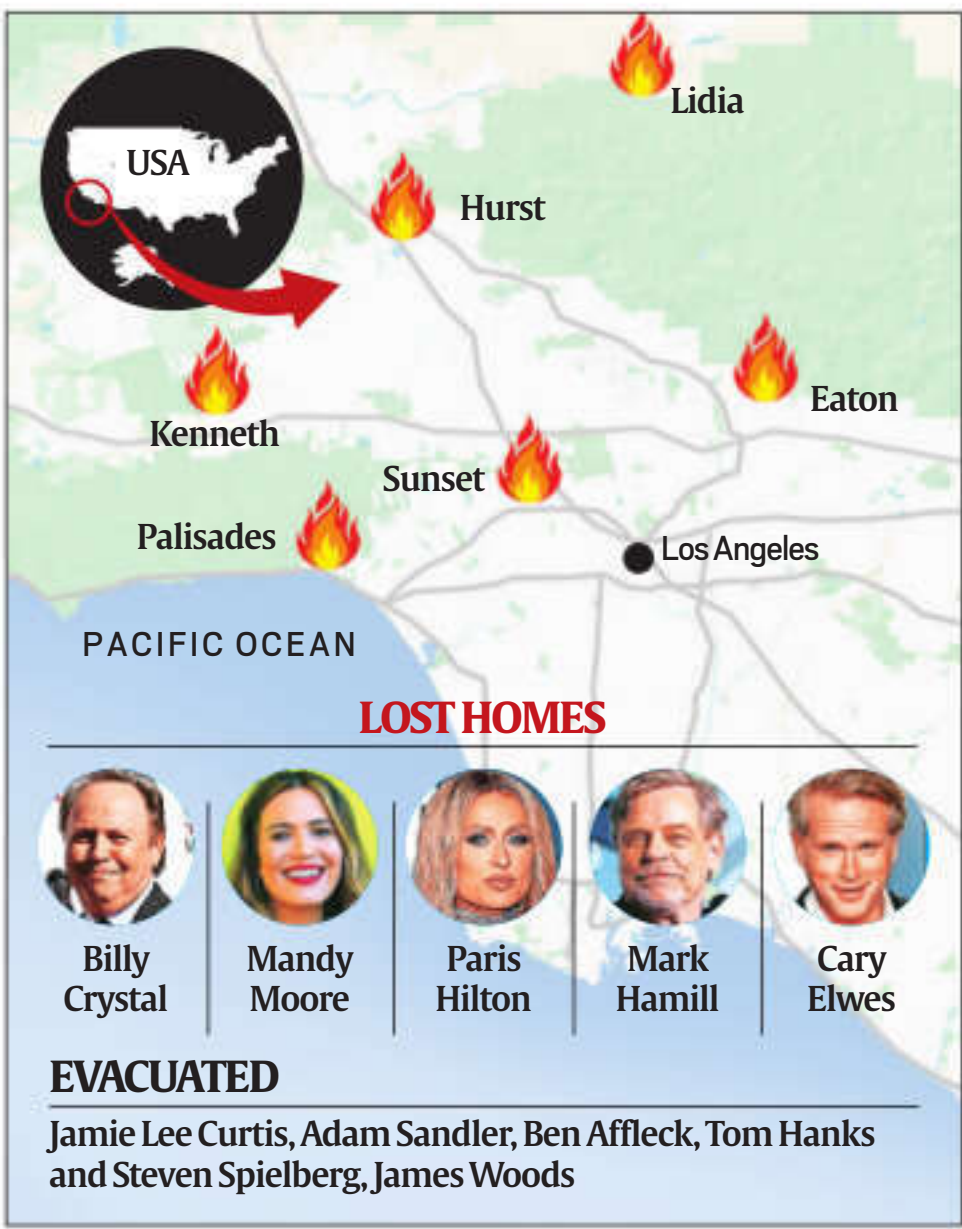 Lidia
USA
Hurst
Eaton
Kenneth
Sunset
Palisades
Los Angeles
PACIFIC OCEAN
LOST HOMES
Billy
Crystal
Mandy
Moore
Paris
Hilton
Mark
Hamill
Cary
Elwes
EVACUATED
Jamie Lee Curtis, Adam Sandler, Ben Affleck, Tom Hanks
and Steven Spielberg, James Woods